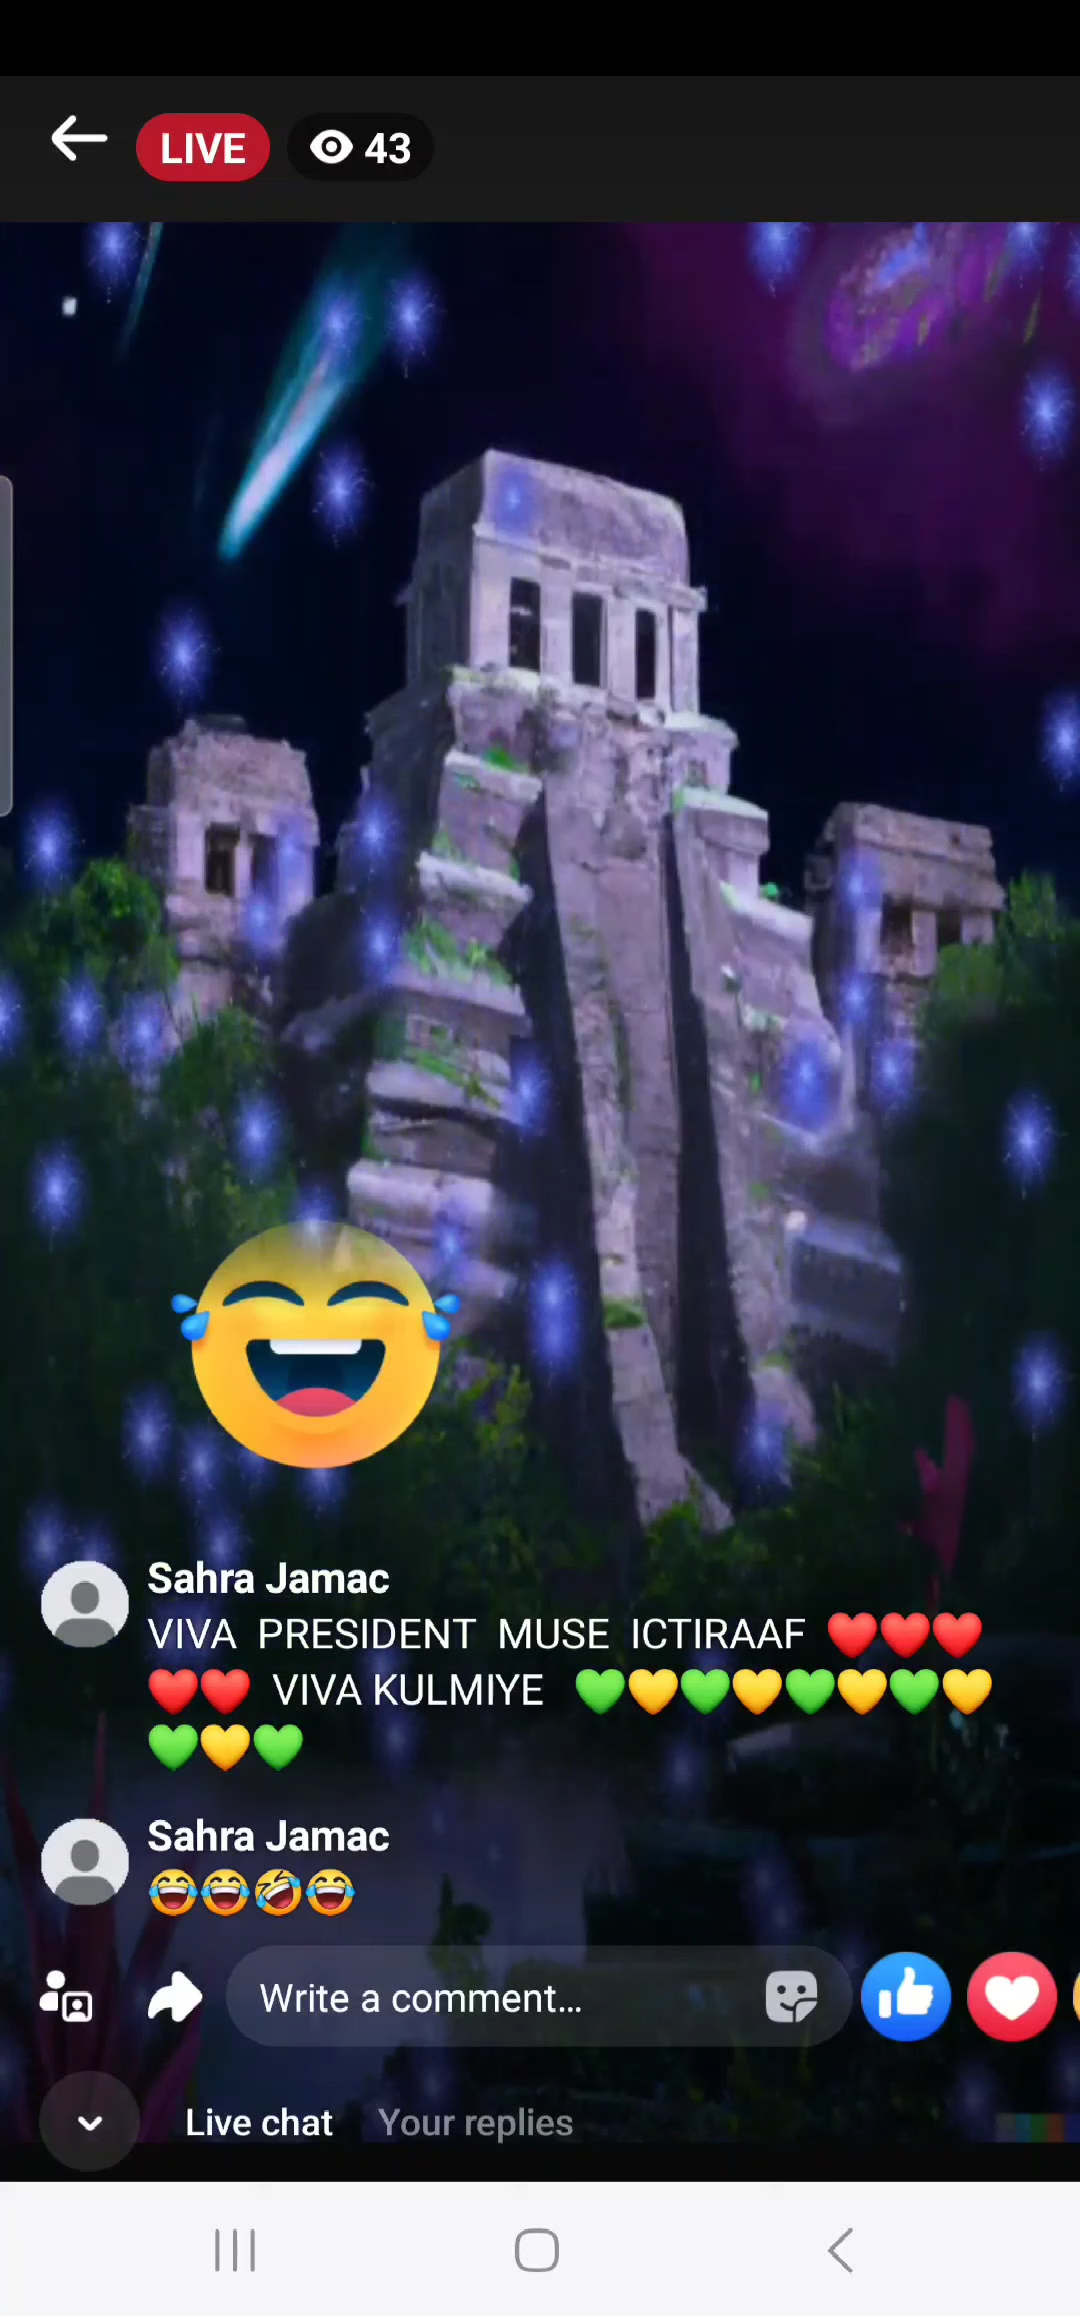 LIVE 43
Sahra Jamac
VIVA PRESIDENT MUSE ICTIRAAF ❤️❤️❤️
❤️❤️ VIVA KULMIYE 💚💛💚💛💚💛💚💛
💚💛💚
Sahra Jamac
😂😂🤣😂
Write a comment...
Live chat Your replies